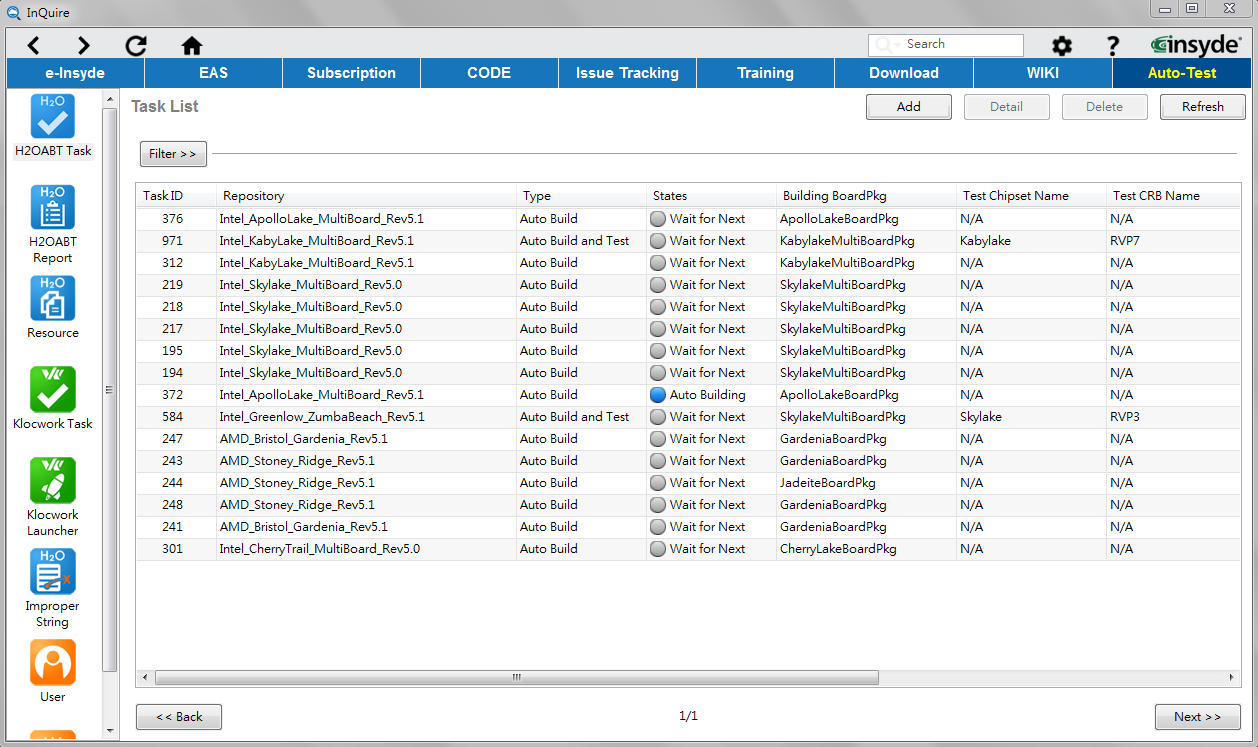 InQuire
Search
insyde
e-Insyde EAS Subscription CODE Issue Tracking Training Download WIKI Auto-Test
H2O
H2OABT Task
H2O
H2OABT
Report
H2O
Resource
Klocwork Task
Klocwork
Launcher
H2O
Improper
String
User
Task List
Add Detail Delete Refresh
Filter >>
Task ID Repository Type States Building BoardPkg Test Chipset Name Test CRB Name
376 Intel_ApolloLake_MultiBoard_Rev5.1 Auto Build Wait for Next ApolloLakeBoardPkg N/A N/A
971 Intel_KabyLake_MultiBoard_Rev5.1 Auto Build and Test Wait for Next KabylakeMultiBoardPkg Kabylake RVP7
312 Intel_KabyLake_MultiBoard_Rev5.1 Auto Build Wait for Next KabylakeMultiBoardPkg N/A N/A
219 Intel_Skylake_MultiBoard_Rev5.0 Auto Build Wait for Next SkylakeMultiBoardPkg N/A N/A
218 Intel_Skylake_MultiBoard_Rev5.0 Auto Build Wait for Next SkylakeMultiBoardPkg N/A N/A
217 Intel_Skylake_MultiBoard_Rev5.0 Auto Build Wait for Next SkylakeMultiBoardPkg N/A N/A
195 Intel_Skylake_MultiBoard_Rev5.0 Auto Build Wait for Next SkylakeMultiBoardPkg N/A N/A
194 Intel_Skylake_MultiBoard_Rev5.0 Auto Build Wait for Next SkylakeMultiBoardPkg N/A N/A
372 Intel_ApolloLake_MultiBoard_Rev5.1 Auto Build Auto Building ApolloLakeBoardPkg N/A N/A
584 Intel_Greenlow_ZumbaBeach_Rev5.1 Auto Build and Test Wait for Next SkylakeMultiBoardPkg Skylake RVP3
247 AMD_Bristol_Gardenia_Rev5.1 Auto Build Wait for Next GardeniaBoardPkg N/A N/A
243 AMD_Stoney_Ridge_Rev5.1 Auto Build Wait for Next GardeniaBoardPkg N/A N/A
244 AMD_Stoney_Ridge_Rev5.1 Auto Build Wait for Next JadeiteBoardPkg N/A N/A
248 AMD_Stoney_Ridge_Rev5.1 Auto Build Wait for Next GardeniaBoardPkg N/A N/A
241 AMD_Bristol_Gardenia_Rev5.1 Auto Build Wait for Next GardeniaBoardPkg N/A N/A
301 Intel_CherryTrail_MultiBoard_Rev5.0 Auto Build Wait for Next CherryLakeBoardPkg N/A N/A
<< Back 1/1 Next >>